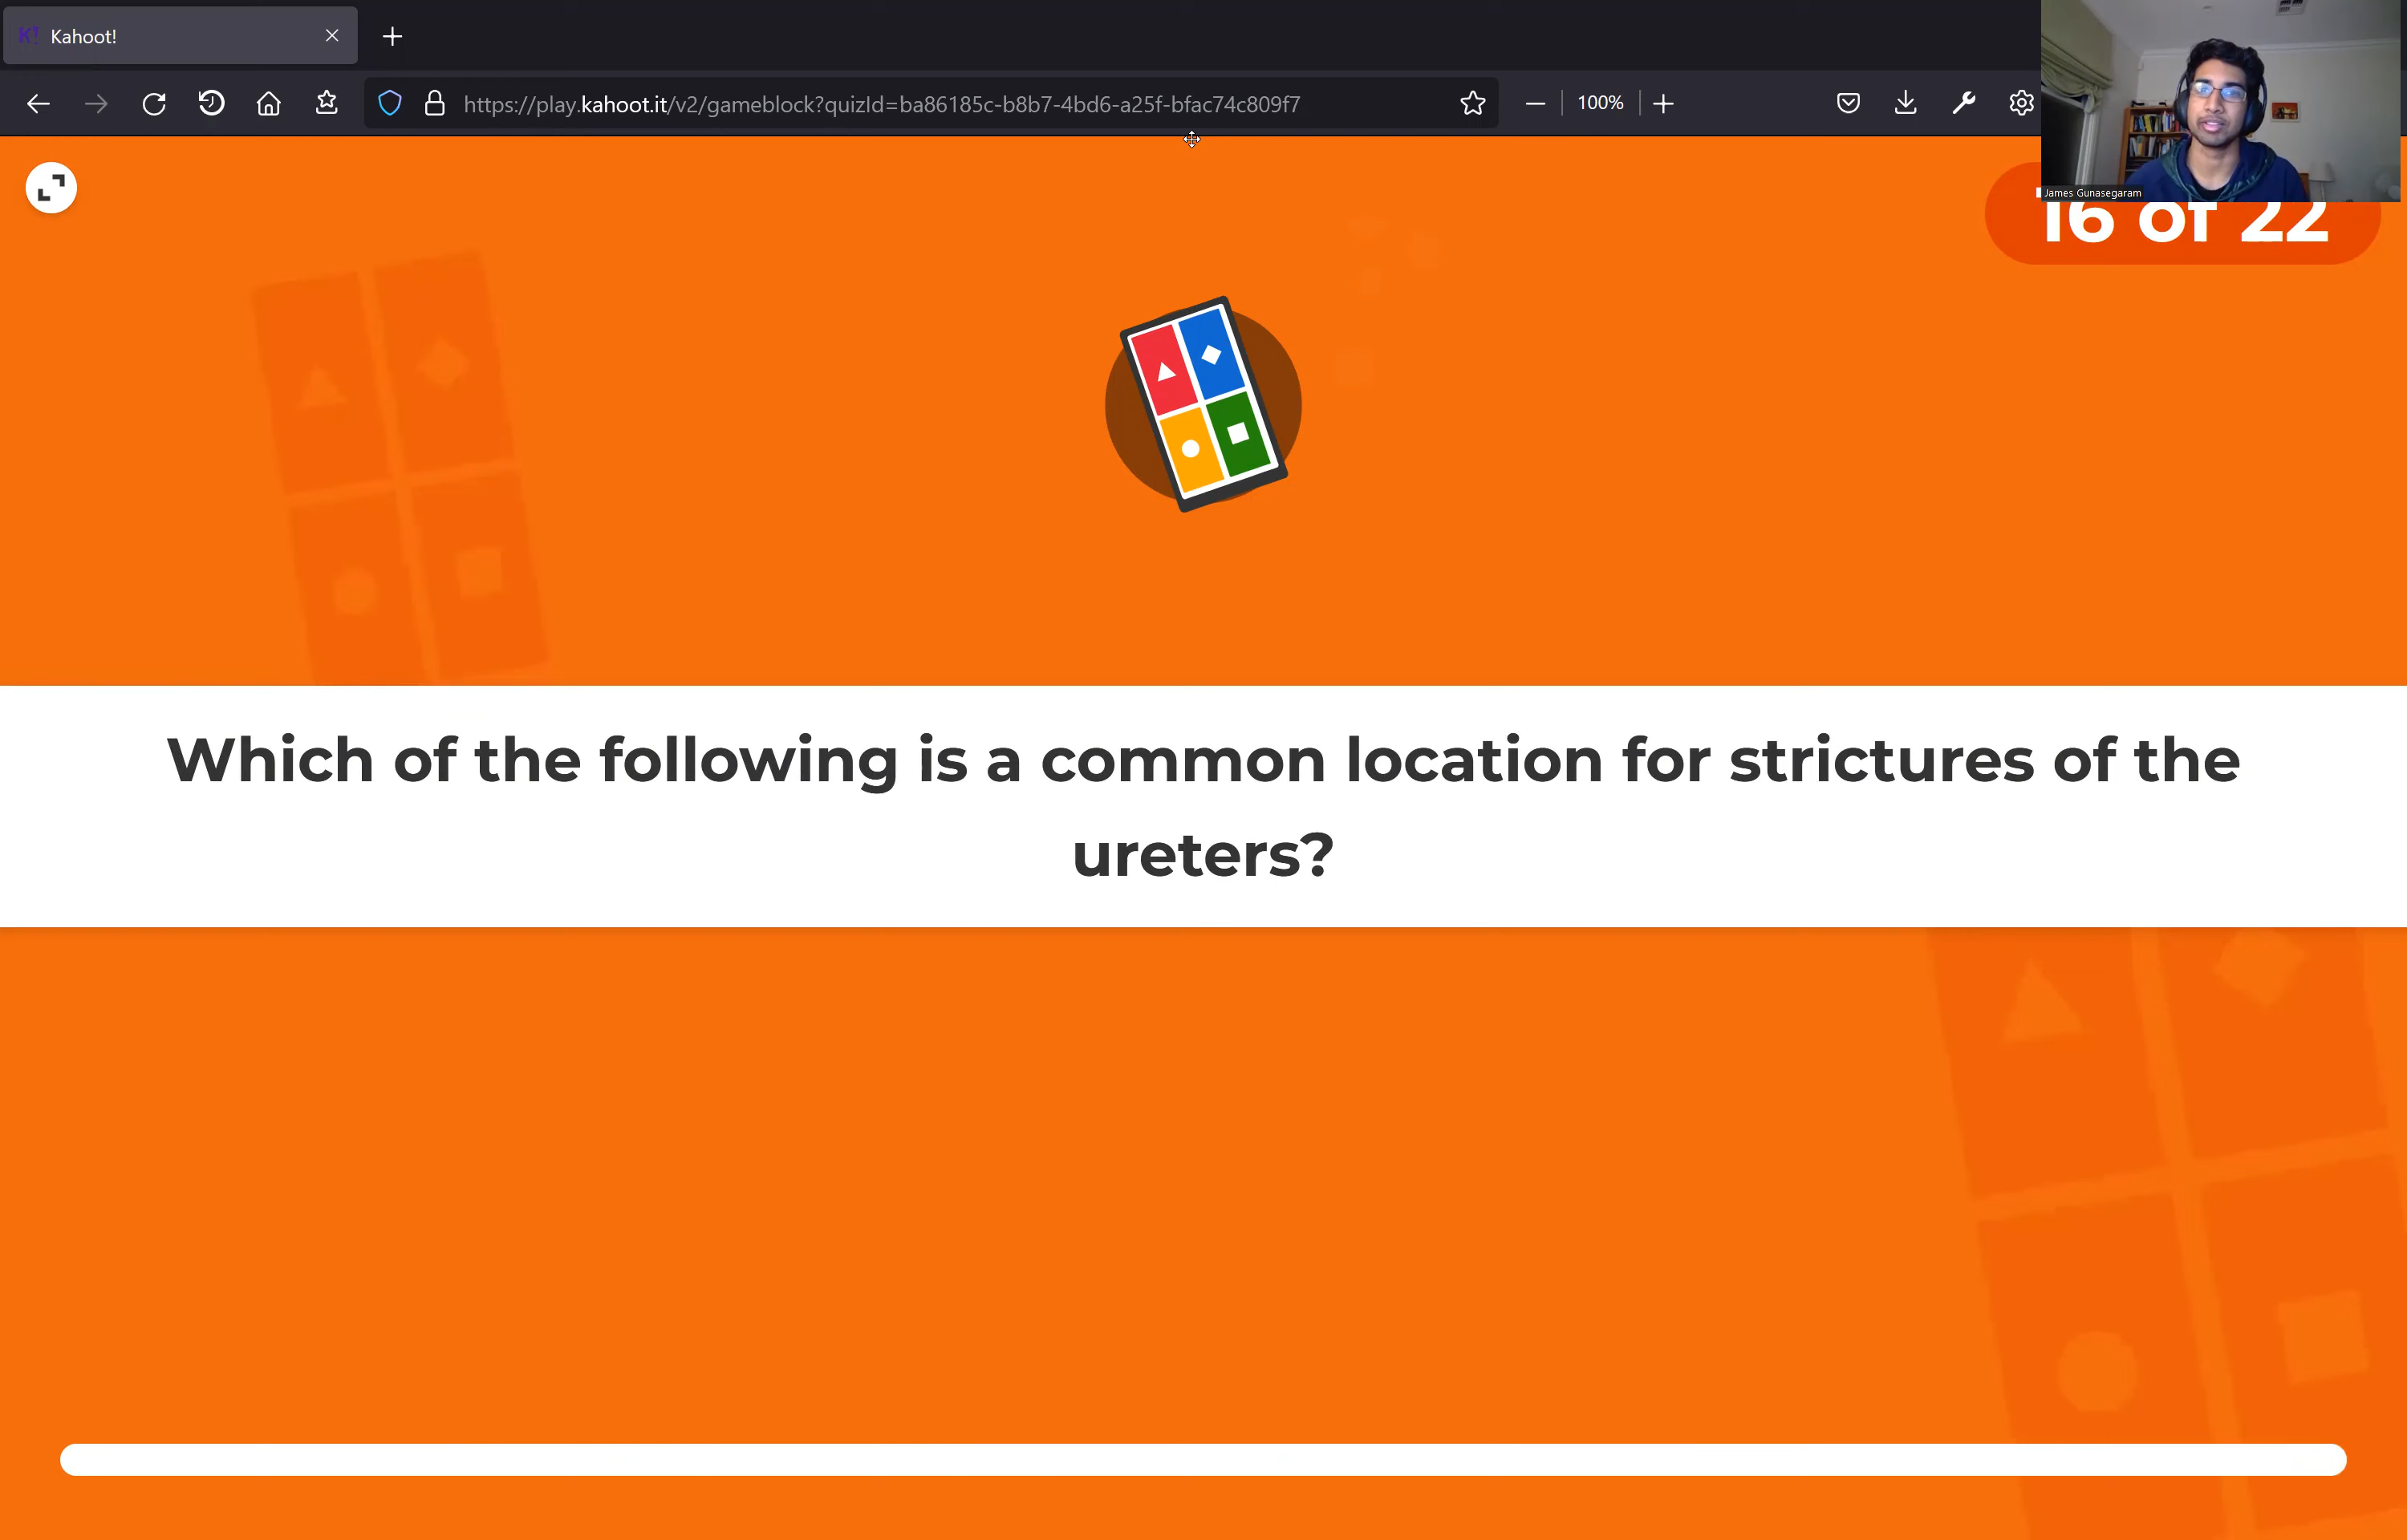 Kahoot!
https://play.kahoot.it/v2/gameblock?quizId=ba86185c-b8b7-4bd6-a25f-bfac74c809f7
100%
James Gunasegaram
16 of 22
Which of the following is a common location for strictures of the
ureters?